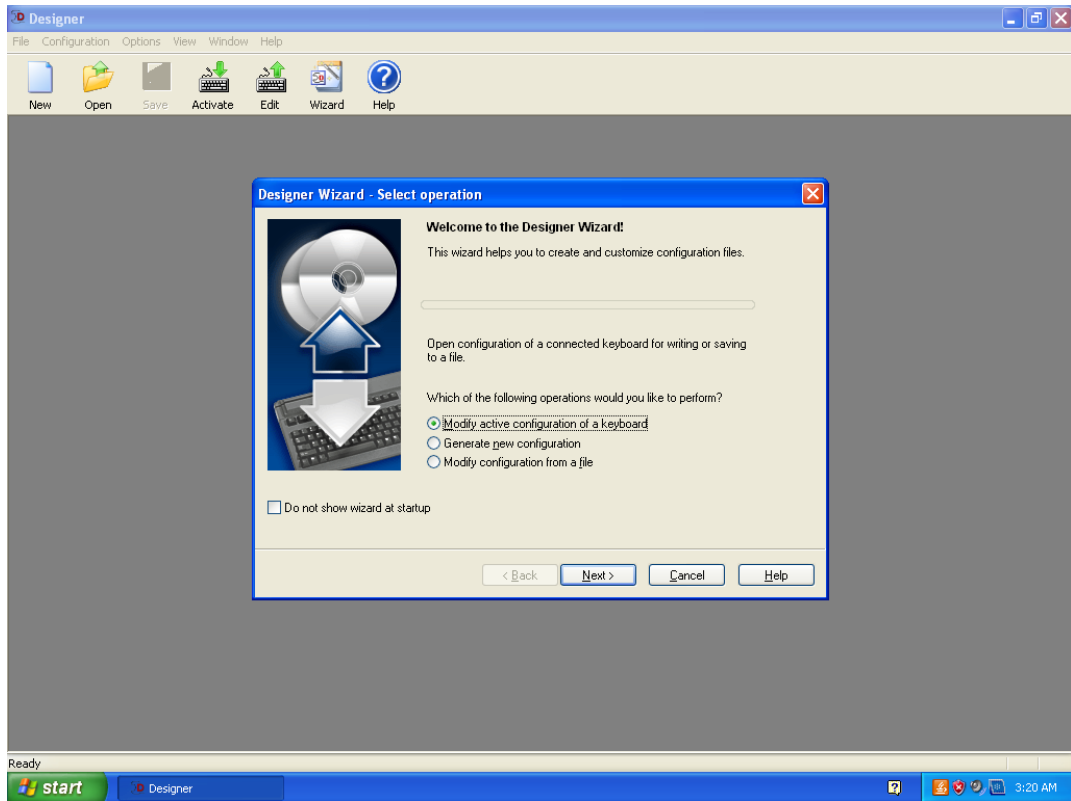 Designer
File Configuration Options View Window Help
New Open Save Activate Edit Wizard Help
Designer Wizard - Select operation
Welcome to the Designer Wizard!
This wizard helps you to create and customize configuration files.
Open configuration of a connected keyboard for writing or saving
to a file.
Which of the following operations would you like to perform?
Modify active configuration of a keyboard
Generate new configuration
Modify configuration from a file
Do not show wizard at startup
< Back Next > Cancel Help
Ready
start Designer 3:20 AM